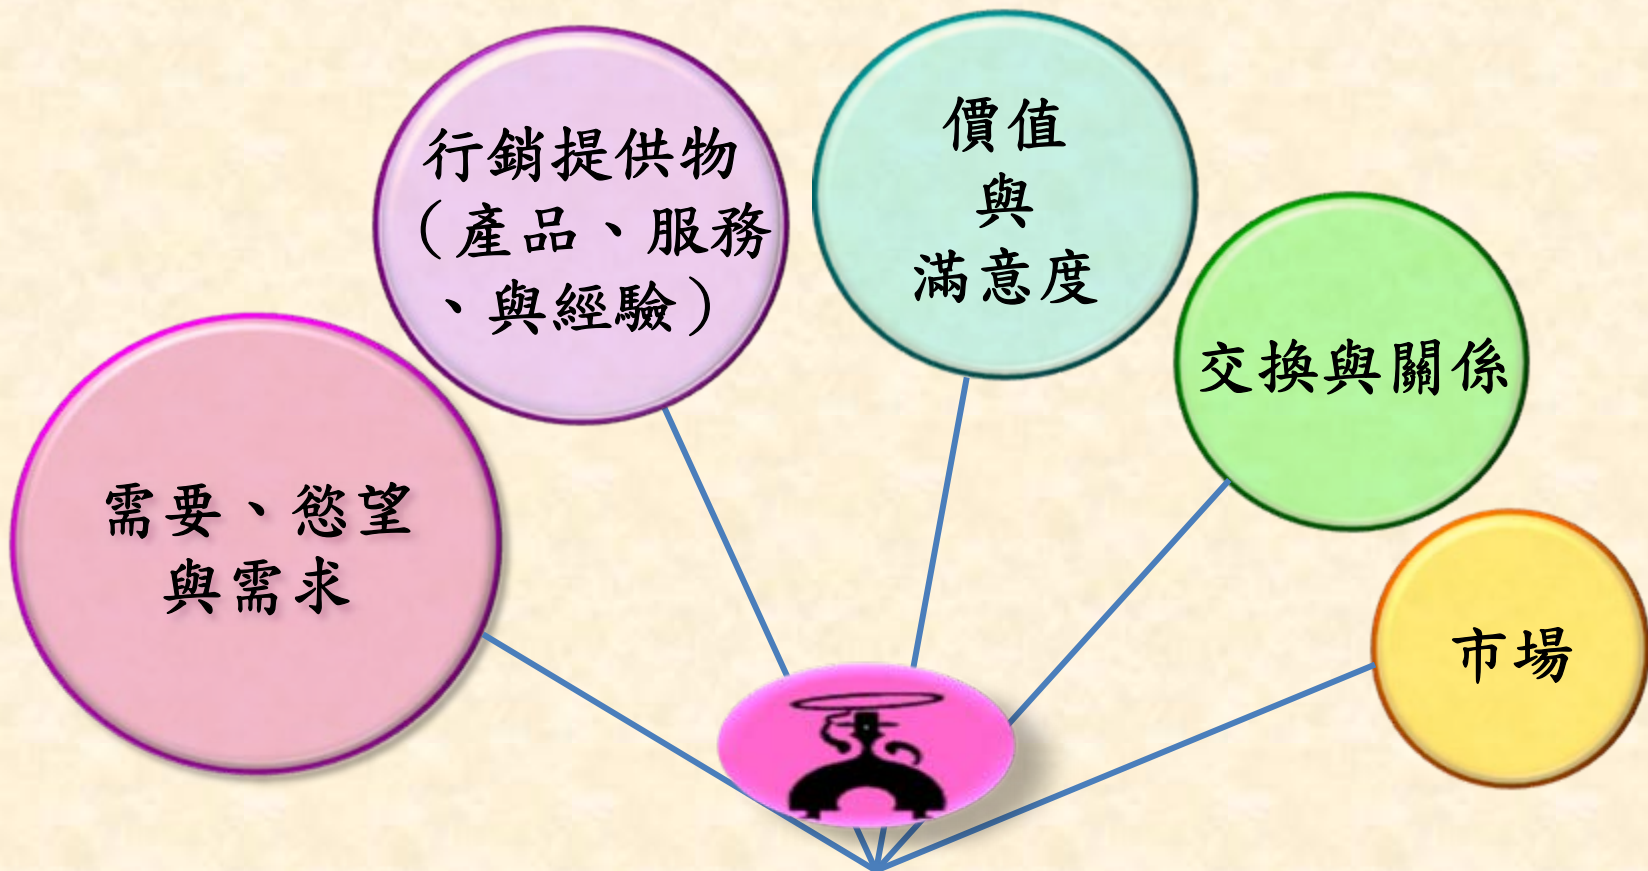 需要、慾望
與需求
行銷提供物
（產品、服務
、與經驗）
價值
與
滿意度
交換與關係
市場